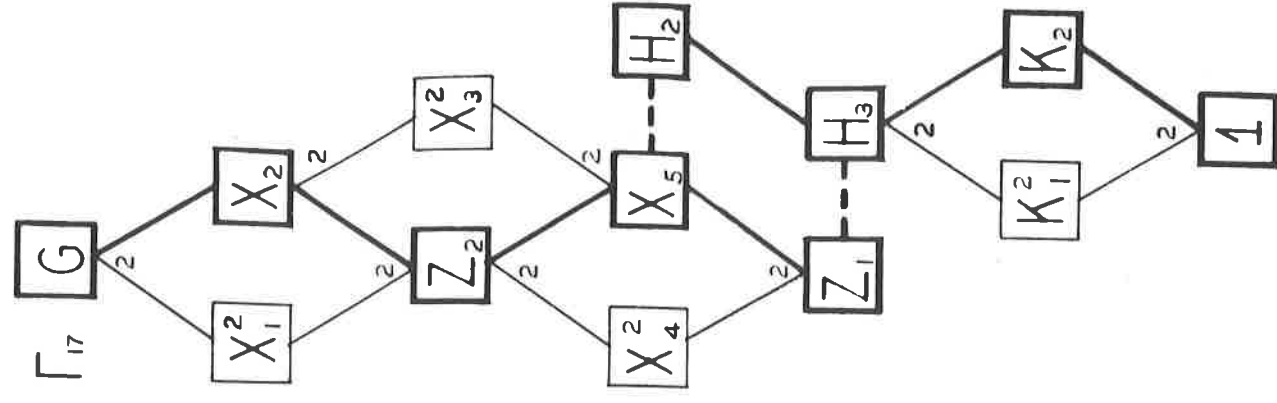 Γ₁₇
G
X₁² 2 X₂
2 2
Z₂ X₃²
2 2
X₄² X₅ H₂
2
Z₁ H₃
2
K₁² K₂
2
1